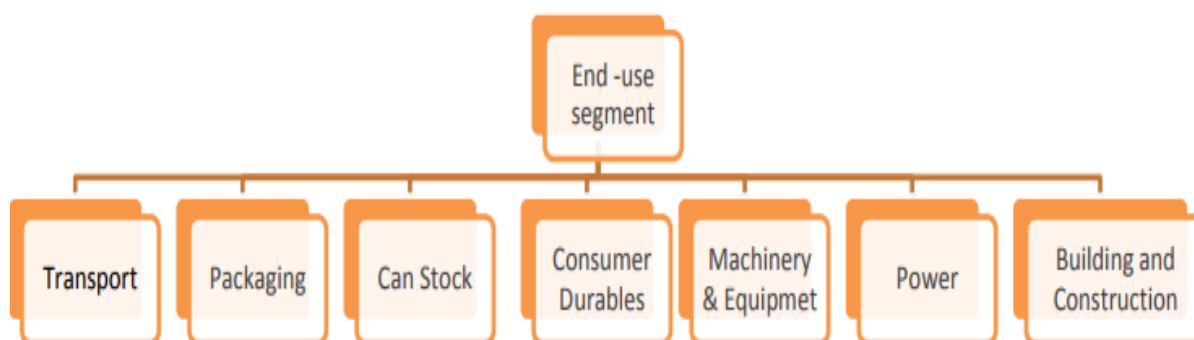 End -use
segment
Transport
Packaging
Can Stock
Consumer
Durables
Machinery
& Equipmet
Power
Building and
Construction